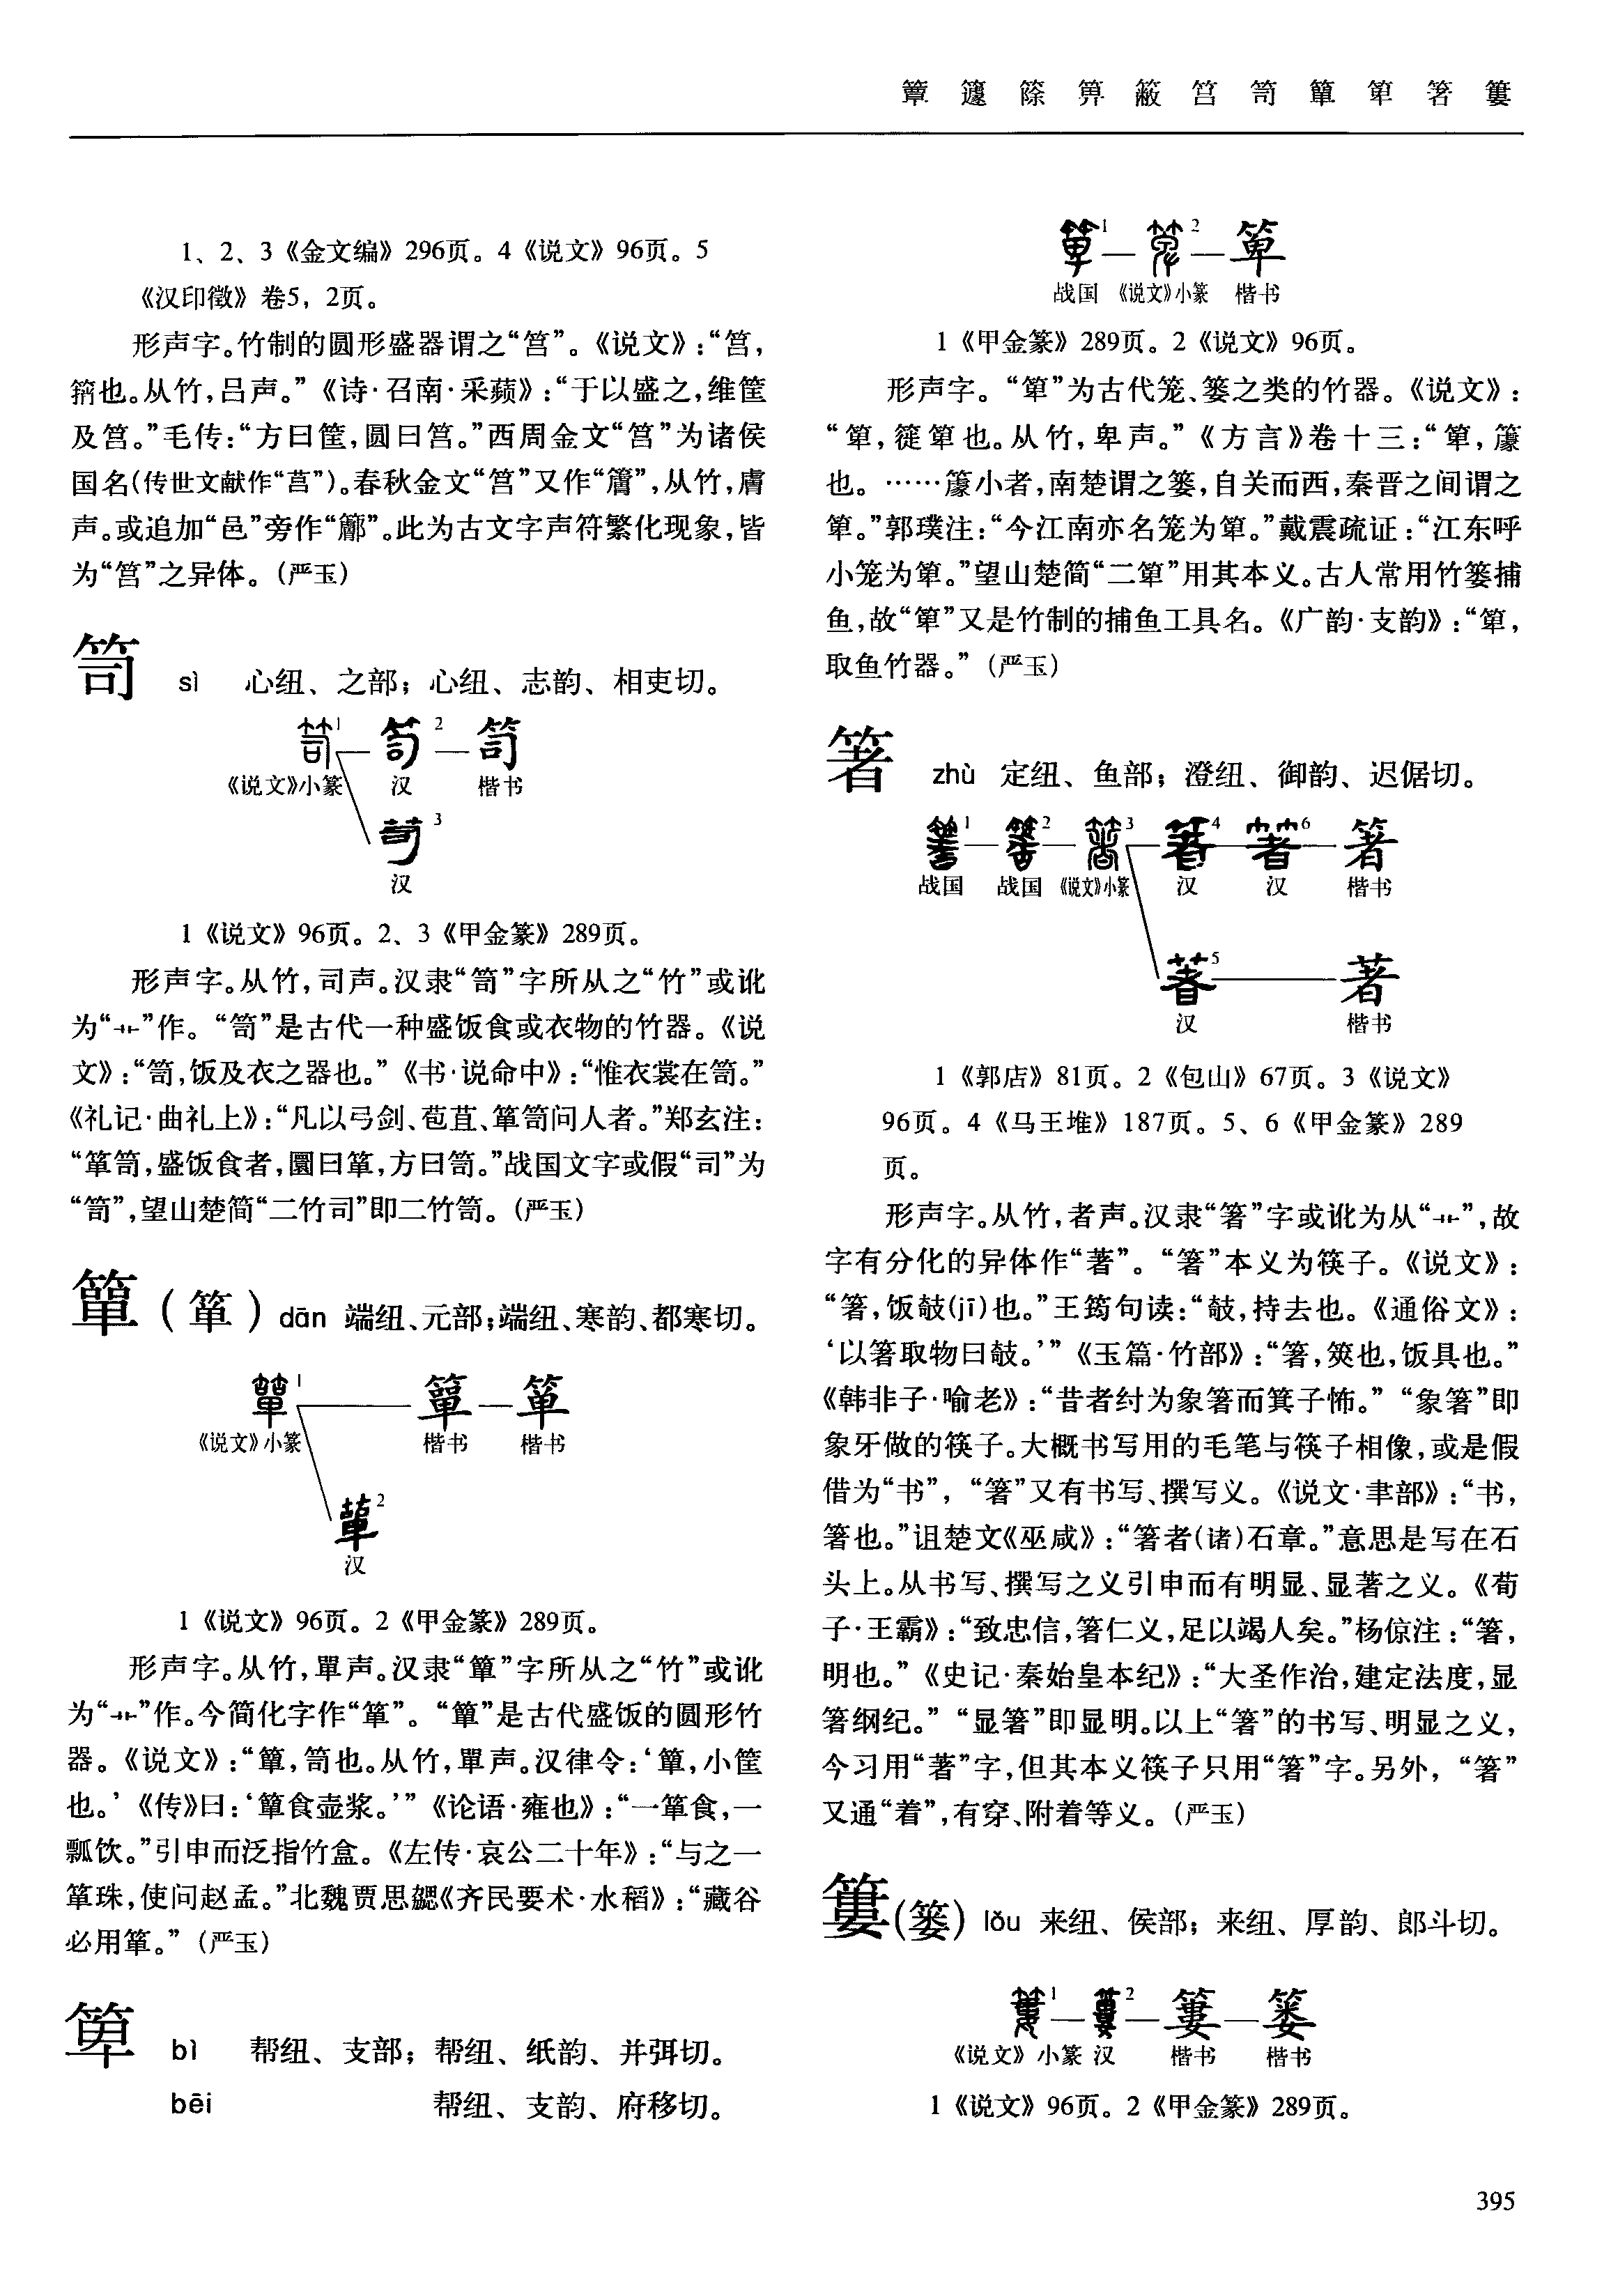 簟 籧 篨 箅 蔽 筥 笥 簞 箄 箸 簍
1、2、3《金文编》296页。4《说文》96页。5
《汉印徵》卷5，2页。
形声字。竹制的圆形盛器谓之“筥”。《说文》：“筥，
䈰也。从竹，吕声。”《诗·召南·采蘋》：“于以盛之，维筐
及筥。”毛传：“方曰筐，圆曰筥。”西周金文“筥”为诸侯
国名(传世文献作“莒”)。春秋金文“筥”又作“簚”，从竹，膚
声。或追加“邑”旁作“”。此为古文字声符繁化现象，皆
为“筥”之异体。(严玉)
笥 sì 心纽、之部；心纽、志韵、相吏切。
1 2
《说文》小篆 汉 楷书
3
汉
1《说文》96页。2、3《甲金篆》289页。
形声字。从竹，司声。汉隶“笥”字所从之“竹”或讹
为“䒑”作。“笥”是古代一种盛饭食或衣物的竹器。《说
文》：“笥，饭及衣之器也。”《书·说命中》：“惟衣裳在笥。”
《礼记·曲礼上》：“凡以弓剑、苞苴、箪笥问人者。”郑玄注：
“箪笥，盛饭食者，圜曰箪，方曰笥。”战国文字或假“司”为
“笥”，望山楚简“二竹司”即二竹笥。(严玉)
簞(箪) dān 端纽、元部；端纽、寒韵、都寒切。
1 簞 箪
《说文》小篆 楷书 楷书
2
汉
1《说文》96页。2《甲金篆》289页。
形声字。从竹，單声。汉隶“簞”字所从之“竹”或讹
为“”作。今简化字作“箪”。“簞”是古代盛饭的圆形竹
器。《说文》：“簞，笥也。从竹，單声。汉律令：‘簞，小筐
也。’《传》曰：‘簞食壶浆。’”《论语·雍也》：“一箪食，一
瓢饮。”引申而泛指竹盒。《左传·哀公二十年》：“与之一
箪珠，使问赵孟。”北魏贾思勰《齐民要术·水稻》：“藏谷
必用箪。”(严玉)
箄 bì 帮纽、支部；帮纽、纸韵、并弭切。
bēi 帮纽、支韵、府移切。
1 2 箄
战国 《说文》小篆 楷书
1《甲金篆》289页。2《说文》96页。
形声字。“箄”为古代笼、篓之类的竹器。《说文》：
“箄，簁箄也。从竹，卑声。”《方言》卷十三：“箄，籧
也。……籧小者，南楚谓之篓，自关而西，秦晋之间谓之
箄。”郭璞注：“今江南亦名笼为箄。”戴震疏证：“江东呼
小笼为箄。”望山楚简“二箄”用其本义。古人常用竹篓捕
鱼，故“箄”又是竹制的捕鱼工具名。《广韵·支韵》：“箄，
取鱼竹器。”(严玉)
箸 zhù 定纽、鱼部；澄纽、御韵、迟倨切。
1 2 3 4 6 箸
战国 战国 《说文》小篆 汉 汉 楷书
5 著
汉 楷书
1《郭店》81页。2《包山》67页。3《说文》
96页。4《马王堆》187页。5、6《甲金篆》289
页。
形声字。从竹，者声。汉隶“箸”字或讹为从“”，故
字有分化的异体作“著”。“箸”本义为筷子。《说文》：
“箸，饭攲(jī)也。”王筠句读：“攲，持去也。《通俗文》：
‘以箸取物曰攲。’”《玉篇·竹部》：“箸，筴也，饭具也。”
《韩非子·喻老》：“昔者纣为象箸而箕子怖。”“象箸”即
象牙做的筷子。大概书写用的毛笔与筷子相像，或是假
借为“书”，“箸”又有书写、撰写义。《说文·聿部》：“书，
箸也。”诅楚文《巫咸》：“箸者(诸)石章。”意思是写在石
头上。从书写、撰写之义引申而有明显、显著之义。《荀
子·王霸》：“致忠信，箸仁义，足以竭人矣。”杨倞注：“箸，
明也。”《史记·秦始皇本纪》：“大圣作治，建定法度，显
箸纲纪。”“显箸”即显明。以上“箸”的书写、明显之义，
今习用“著”字，但其本义筷子只用“箸”字。另外，“箸”
又通“着”，有穿、附着等义。(严玉)
簍(篓) lǒu 来纽、侯部；来纽、厚韵、郎斗切。
1 2 簍 篓
《说文》小篆 汉 楷书 楷书
1《说文》96页。2《甲金篆》289页。
395